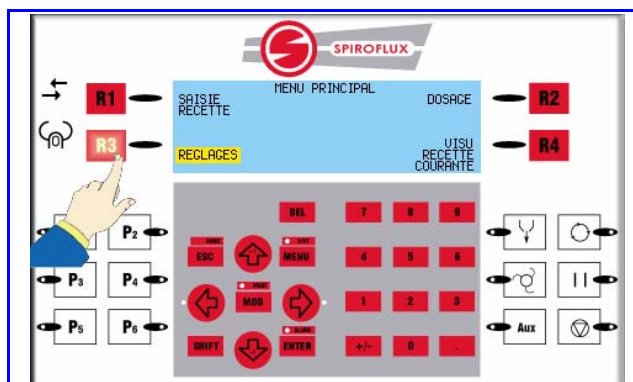 SPIROFLUX
MENU PRINCIPAL
R1
SAISIE
RECETTE
DOSAGE
R2
R3
REGLAGES
VISU
RECETTE
COURANTE
R4
DEL
7
8
9
P2
ESC
MENU
4
5
6
P3
P4
MOD
1
2
3
P5
P6
SHIFT
ENTER
+/-
0
.
Aux